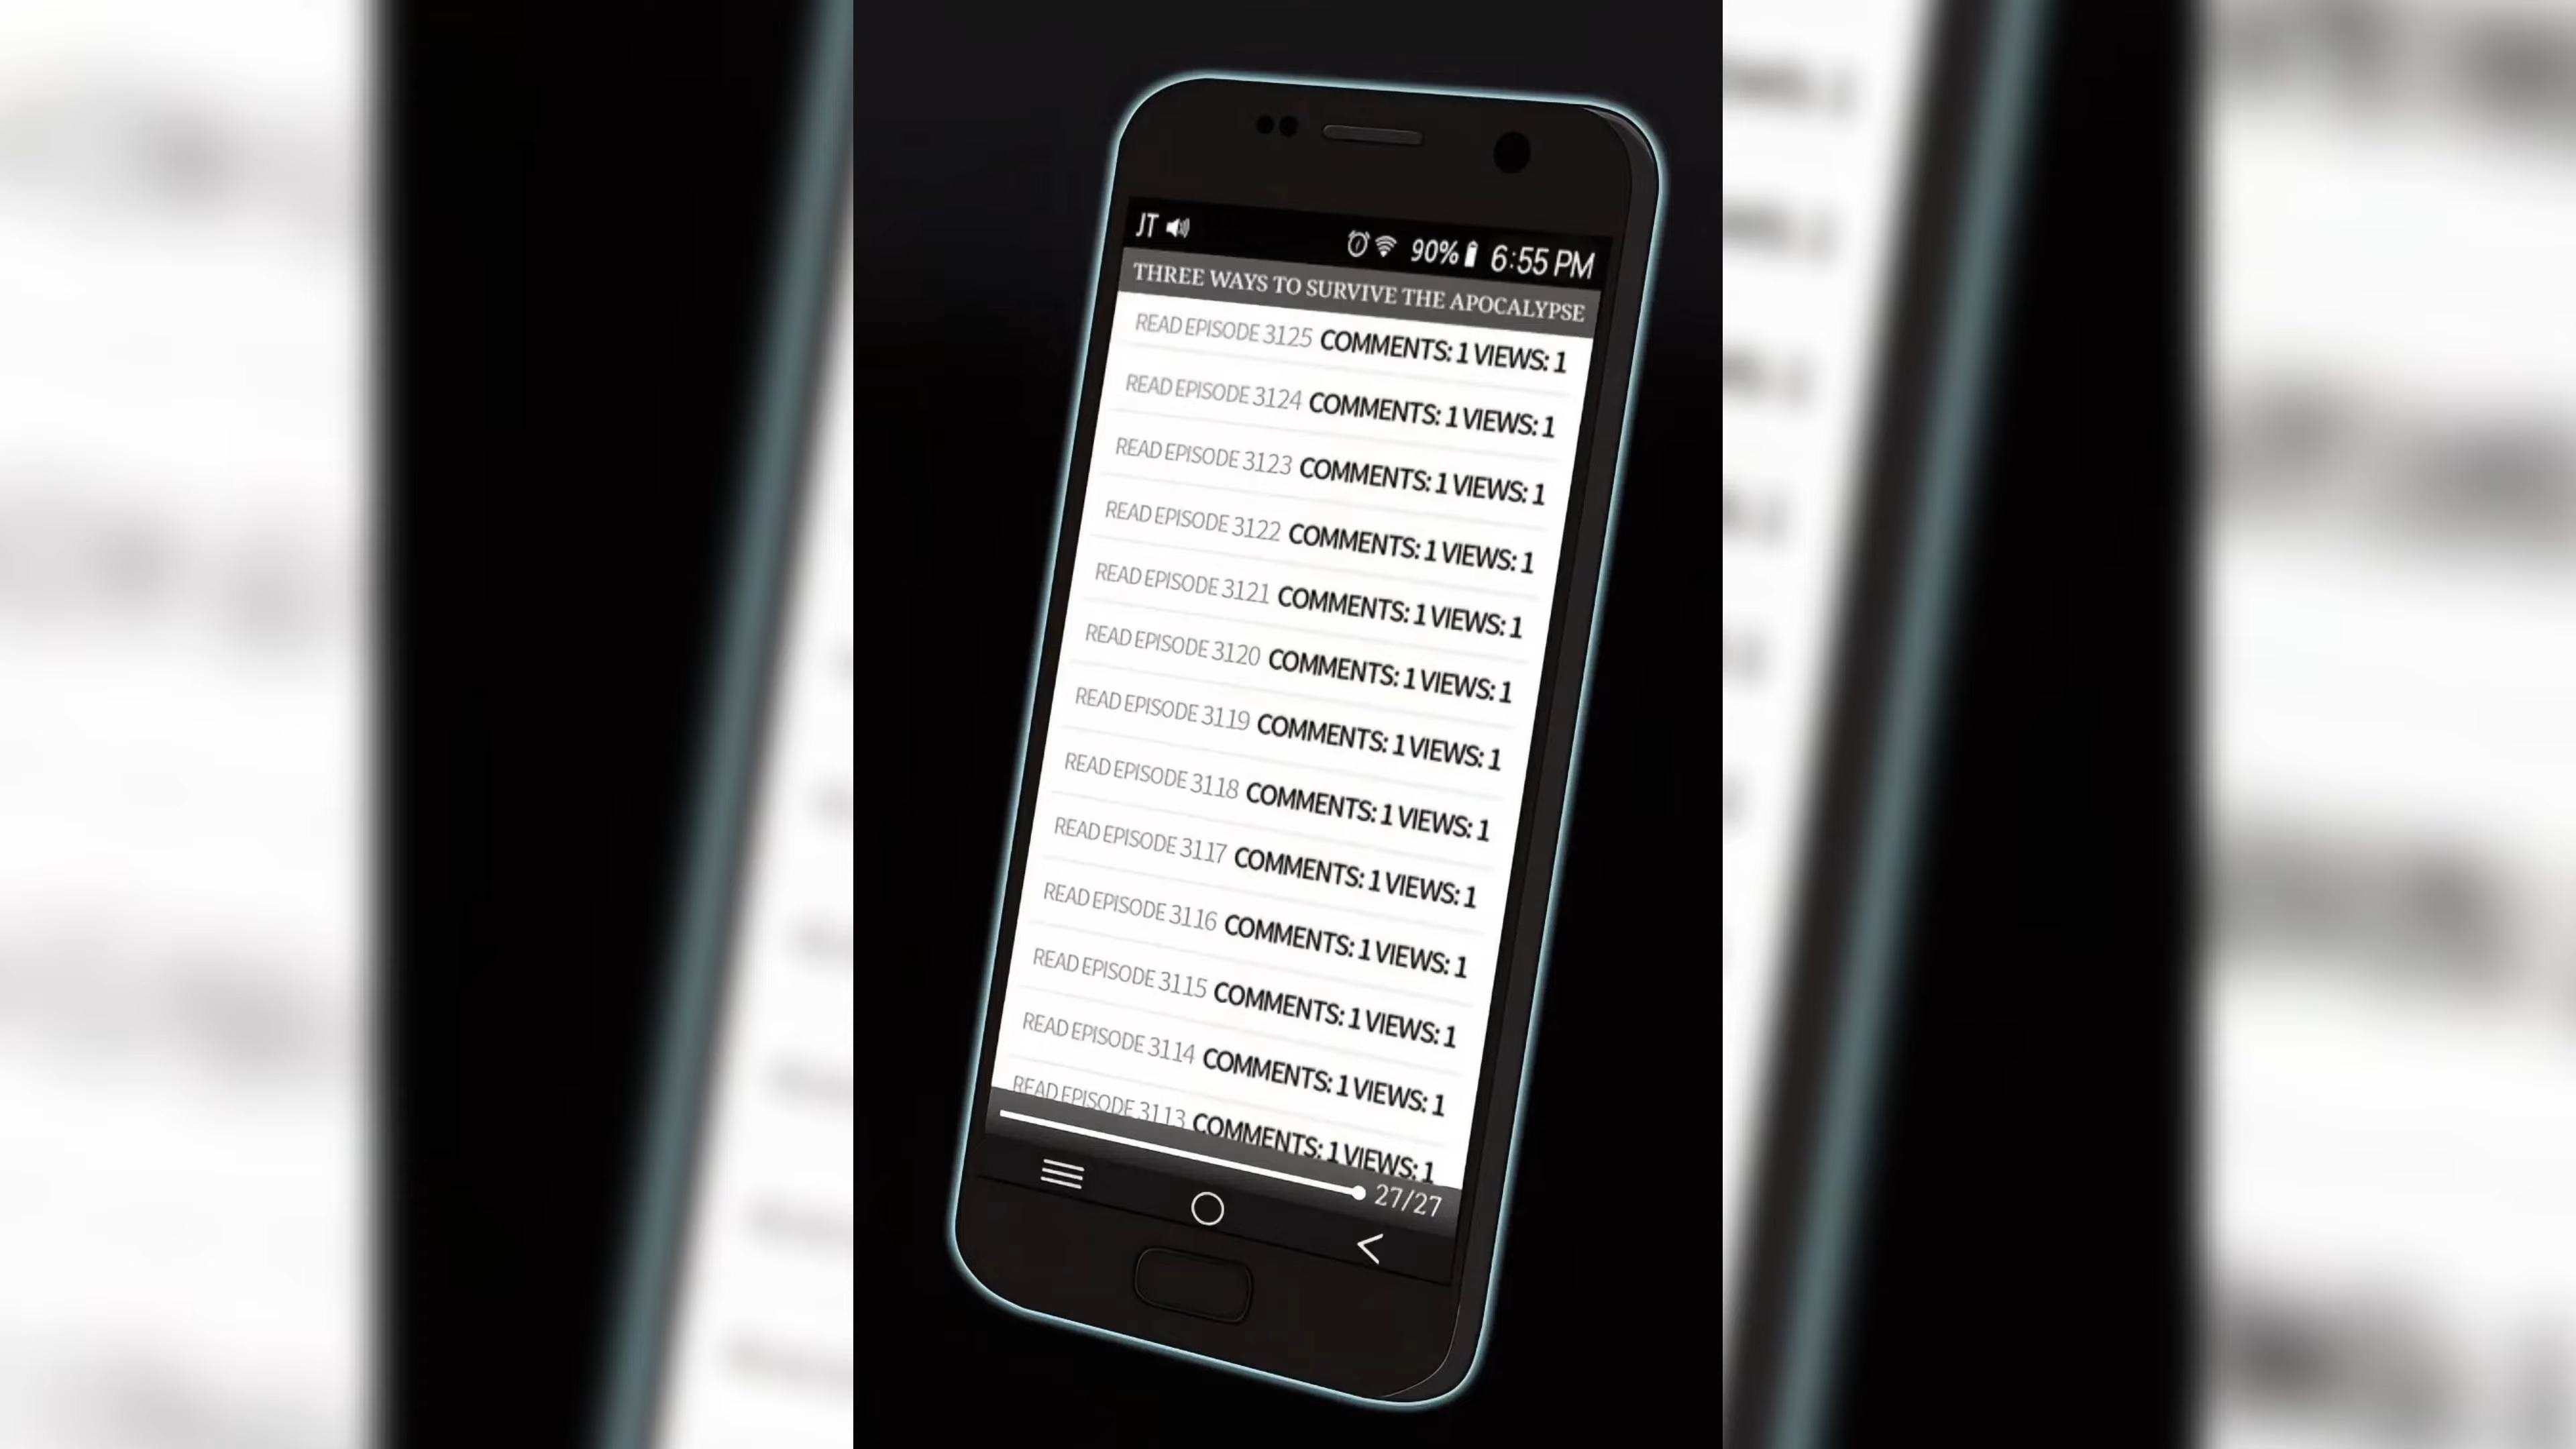 JT 90% 6:55 PM
THREE WAYS TO SURVIVE THE APOCALYPSE
READ EPISODE 3125 COMMENTS: 1 VIEWS: 1
READ EPISODE 3124 COMMENTS: 1 VIEWS: 1
READ EPISODE 3123 COMMENTS: 1 VIEWS: 1
READ EPISODE 3122 COMMENTS: 1 VIEWS: 1
READ EPISODE 3121 COMMENTS: 1 VIEWS: 1
READ EPISODE 3120 COMMENTS: 1 VIEWS: 1
READ EPISODE 3119 COMMENTS: 1 VIEWS: 1
READ EPISODE 3118 COMMENTS: 1 VIEWS: 1
READ EPISODE 3117 COMMENTS: 1 VIEWS: 1
READ EPISODE 3116 COMMENTS: 1 VIEWS: 1
READ EPISODE 3115 COMMENTS: 1 VIEWS: 1
READ EPISODE 3114 COMMENTS: 1 VIEWS: 1
READ EPISODE 3113 COMMENTS: 1 VIEWS: 1
27/27